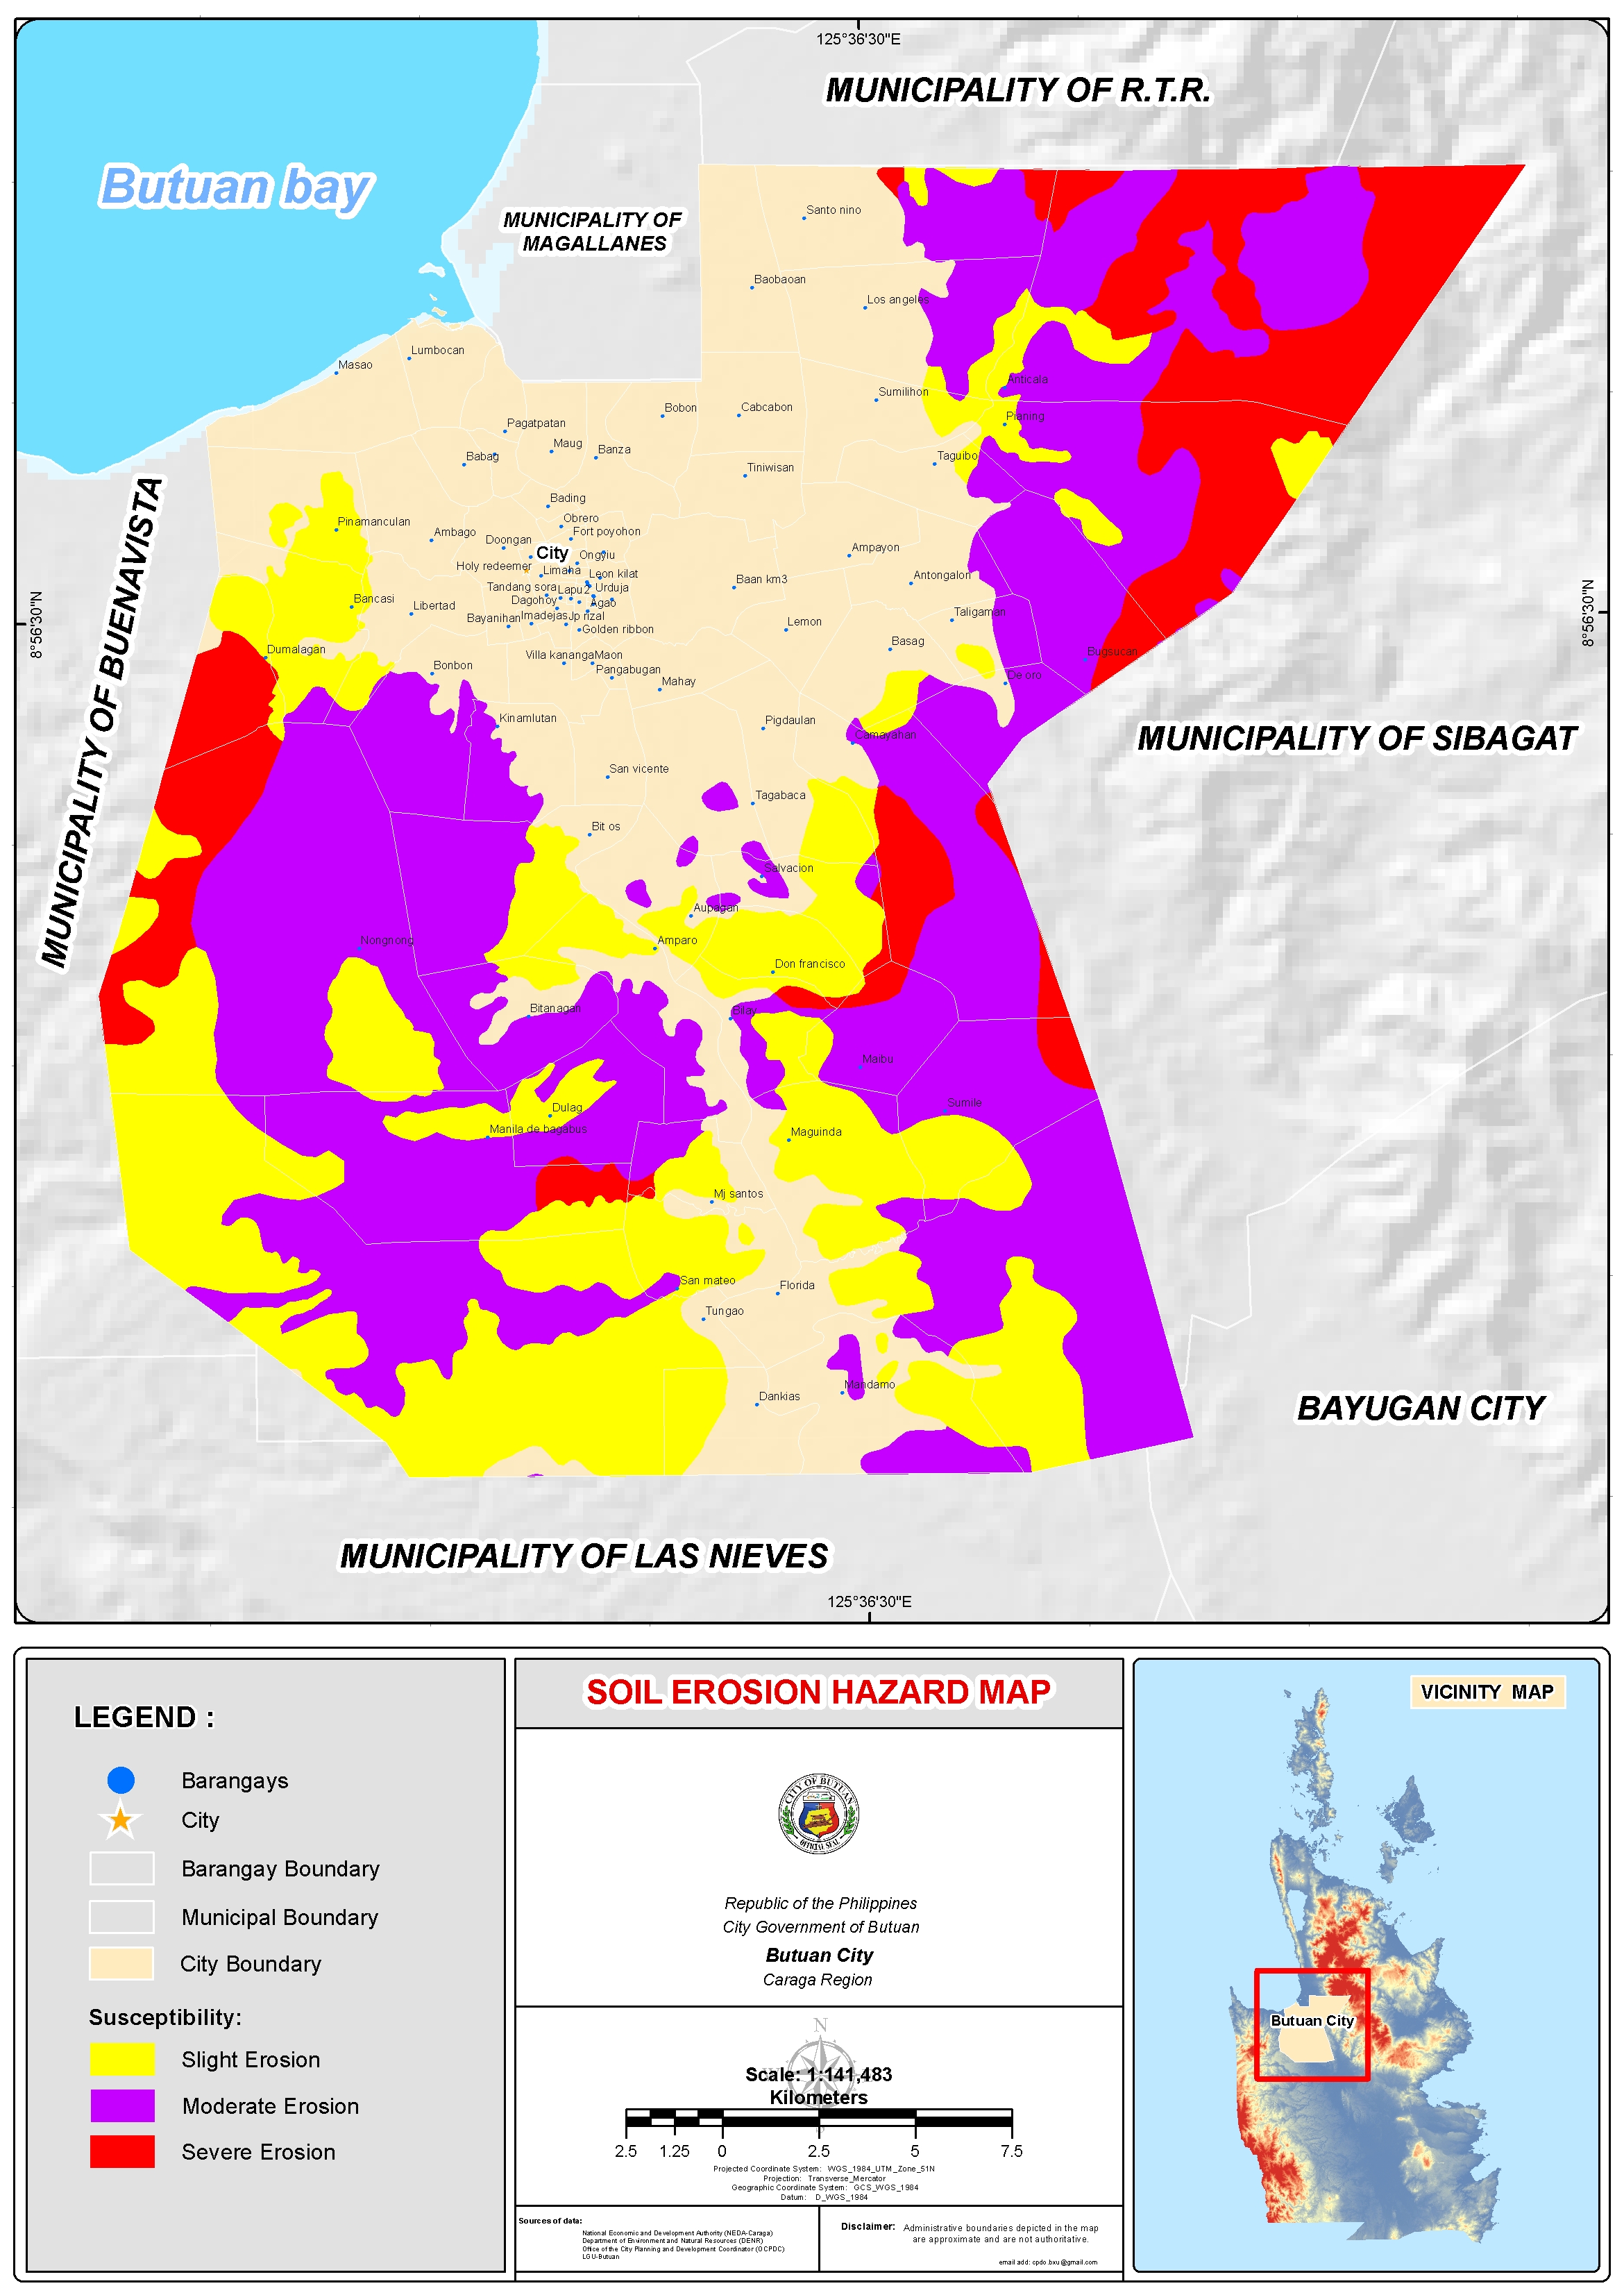 125°36'30"E
MUNICIPALITY OF R.T.R.
Butuan bay
MUNICIPALITY OF
MAGALLANES
Santo nino
Baobaoan
Los angeles
Lumbocan
Masao
Anticala
Sumilihon
Bobon
Cabcabon
Pianing
Pagatpatan
Maug
Banza
Babag
Taguibo
Tiniwisan
Bading
Pinamanculan
Obrero
Ambago
Fort poyohon
Doongan
City
Ongyiu
Ampayon
Holy redeemer
Limaha
Leon kilat
Baan km3
Antongalon
Tandang sora
Lapu2
Urduja
Bancasi
Dagohoy
Agao
Libertad
Taligaman
Bayanihan
Imadejas
Jp rizal
Golden ribbon
Lemon
8°56'30"N
8°56'30"N
Basag
Dumalagan
Villa kananga
Maon
Bugsucan
Bonbon
Pangabugan
De oro
Mahay
Kinamlutan
Pigdaulan
Camayahan
MUNICIPALITY OF BUENAVISTA
MUNICIPALITY OF SIBAGAT
San vicente
Tagabaca
Bit os
Salvacion
Aupagan
Nongnong
Amparo
Don francisco
Bitanagan
Bilay
Maibu
Sumile
Dulag
Manila de bagabus
Maguinda
Mj santos
San mateo
Florida
Tungao
Mandamo
Dankias
BAYUGAN CITY
MUNICIPALITY OF LAS NIEVES
125°36'30"E
LEGEND :
Barangays
City
Barangay Boundary
Municipal Boundary
City Boundary
Susceptibility:
Slight Erosion
Moderate Erosion
Severe Erosion
SOIL EROSION HAZARD MAP
CITY OF BUTUAN
OFFICIAL SEAL
Republic of the Philippines
City Government of Butuan
Butuan City
Caraga Region
N
Scale: 1:141,483
Kilometers
2.5 1.25 0 2.5 5 7.5
Projected Coordinate System: WGS_1984_UTM_Zone_51N
Projection: Transverse_Mercator
Geographic Coordinate System: GCS_WGS_1984
Datum: D_WGS_1984
Sources of data:
National Economic and Development Authority (NEDA-Caraga)
Department of Environment and Natural Resources (DENR)
Office of the City Planning and Development Coordinator (OCPDC)
LGU-Butuan
Disclaimer: Administrative boundaries depicted in the map
are approximate and are not authoritative.
email add: cpdo.bxu@gmail.com
VICINITY MAP
Butuan City